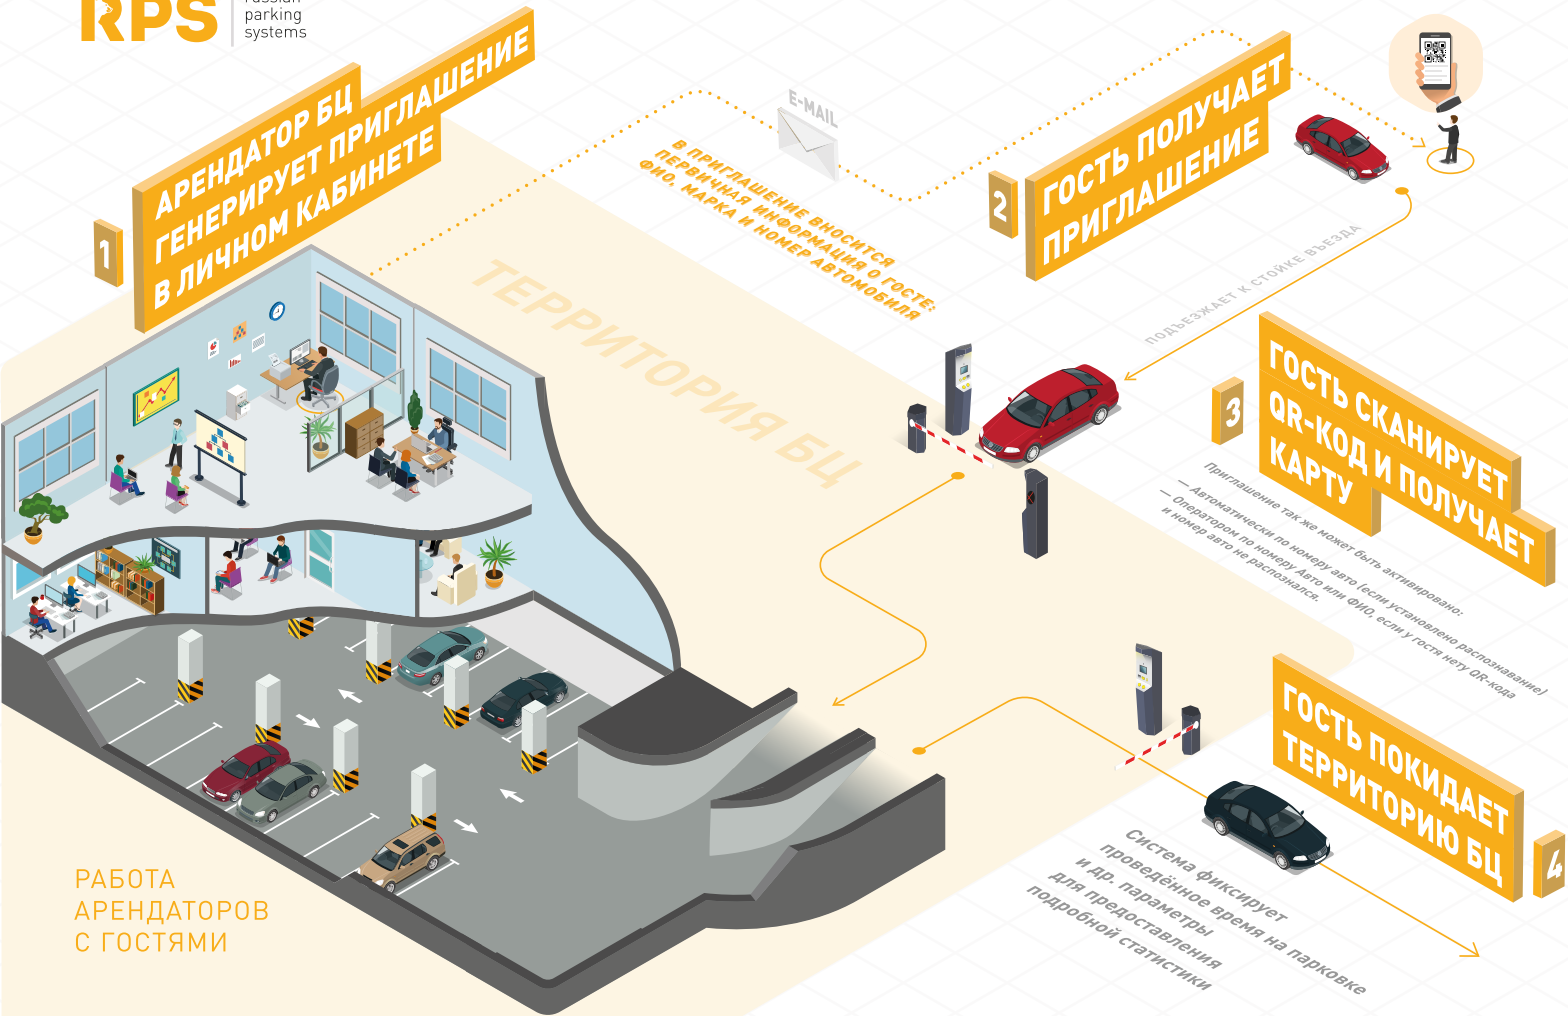 RPS
russian
parking
systems
1
АРЕНДАТОР БЦ
ГЕНЕРИРУЕТ ПРИГЛАШЕНИЕ
В ЛИЧНОМ КАБИНЕТЕ
E-MAIL
В ПРИГЛАШЕНИЕ ВНОСИТСЯ
ПЕРВИЧНАЯ ИНФОРМАЦИЯ О ГОСТЕ:
ФИО, МАРКА И НОМЕР АВТОМОБИЛЯ
2
ГОСТЬ ПОЛУЧАЕТ
ПРИГЛАШЕНИЕ
ПОДЪЕЗЖАЕТ К СТОЙКЕ ВЪЕЗДА
ТЕРРИТОРИЯ БЦ
3
ГОСТЬ СКАНИРУЕТ
QR-КОД И ПОЛУЧАЕТ
КАРТУ
Приглашение так же может быть активировано:
— Автоматически по номеру авто (если установлено распознавание)
— Оператором по номеру Авто или ФИО, если у гостя нету QR-кода
и номер авто не распознался.
ГОСТЬ ПОКИДАЕТ
ТЕРРИТОРИЮ БЦ
4
Система фиксирует
проведённое время на парковке
и др. параметры
для предоставления
подробной статистики
РАБОТА
АРЕНДАТОРОВ
С ГОСТЯМИ